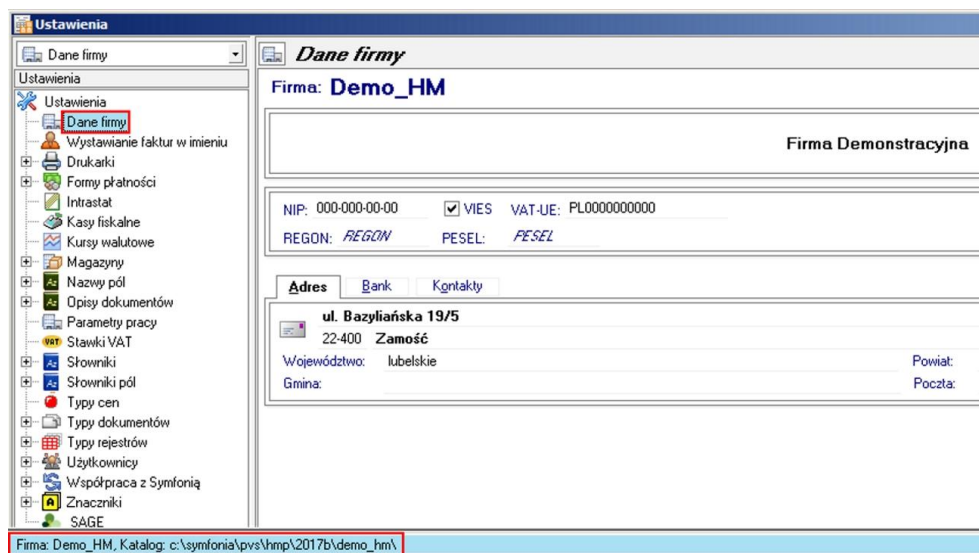 Ustawienia
Dane firmy
Ustawienia
Ustawienia
Dane firmy
Wystawianie faktur w imieniu
Drukarki
Formy płatności
Intrastat
Kasy fiskalne
Kursy walutowe
Magazyny
Nazwy pól
Opisy dokumentów
Parametry pracy
VAT Stawki VAT
Słowniki
Słowniki pól
Typy cen
Typy dokumentów
Typy rejestrów
Użytkownicy
Współpraca z Symfonią
A Znaczniki
SAGE
Dane firmy
Firma: Demo_HM
Firma Demonstracyjna
NIP: 000-000-00-00 VIES VAT-UE: PL0000000000
REGON: REGON PESEL: PESEL
Adres Bank Kontakty
ul. Bazyliańska 19/5
22-400 Zamość
Województwo: lubelskie Powiat:
Gmina: Poczta:
Firma: Demo_HM, Katalog: c:\symfonia\pvs\hmp\2017b\demo_hm\